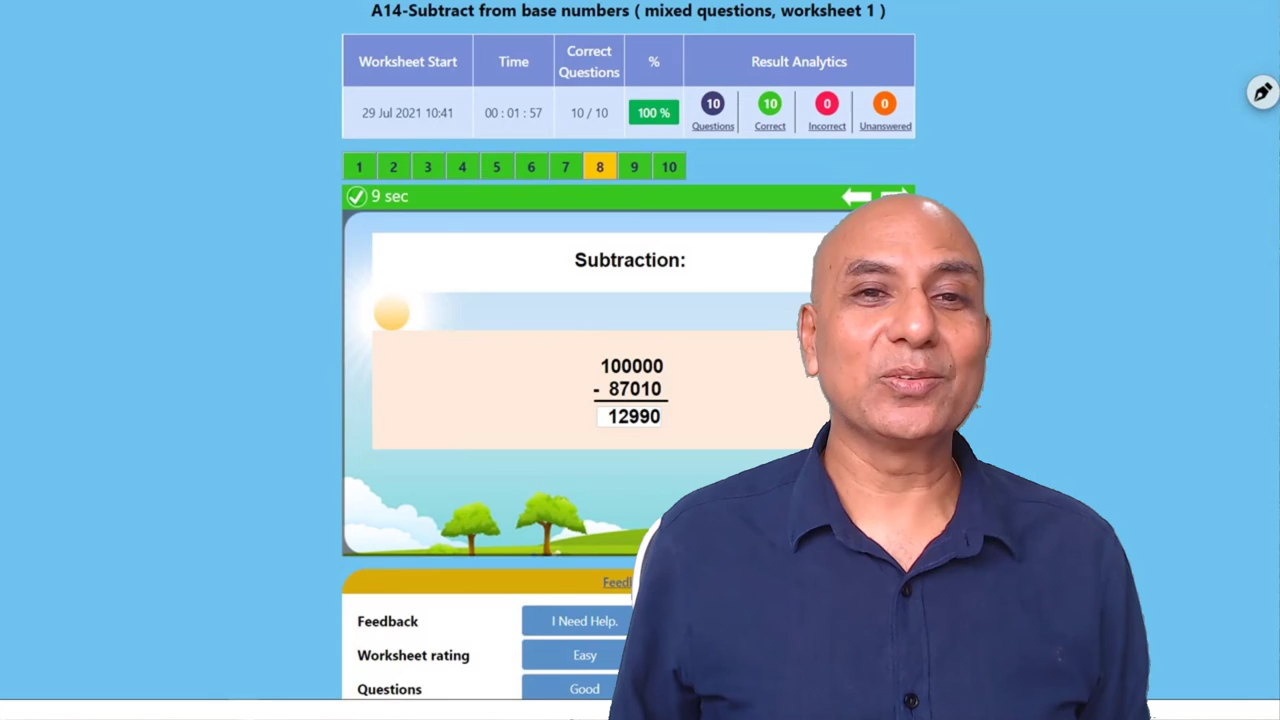 A14-Subtract from base numbers ( mixed questions, worksheet 1 )
Worksheet Start Time Correct Questions % Result Analytics
29 Jul 2021 10:41 00 : 01 : 57 10 / 10 100 % 10 10 0 0
Questions Correct Incorrect Unanswered
1 2 3 4 5 6 7 8 9 10
9 sec
Subtraction:
100000
- 87010
12990
Feedback I Need Help.
Worksheet rating Easy
Questions Good